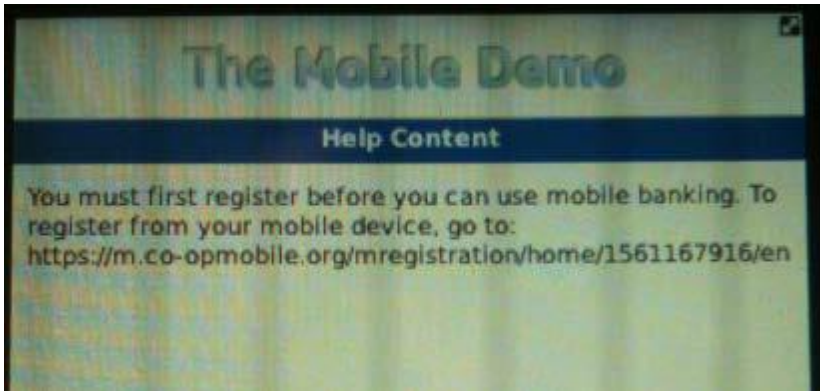 The Mobile Demo
Help Content
You must first register before you can use mobile banking. To
register from your mobile device, go to:
https://m.co-opmobile.org/mregistration/home/1561167916/en